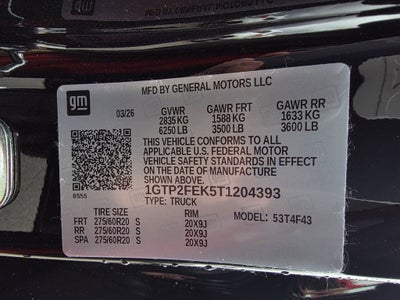 gm
MFD BY GENERAL MOTORS LLC
03/26
GVWR GAWR FRT GAWR RR
2835 KG 1588 KG 1633 KG
6250 LB 3500 LB 3600 LB
THIS VEHICLE CONFORMS TO ALL
APPLICABLE U.S. FEDERAL MOTOR
VEHICLE SAFETY STANDARDS IN EFFECT
ON THE DATE OF MANUFACTURE
SHOWN ABOVE.
1GTP2FEK5T1204393
TYPE: TRUCK
6555
TIRE SIZE SPD RIM MODEL: 53T4F43
FRT 275/60R20 S 20X9J
RR 275/60R20 S 20X9J
SPA 275/60R20 S 20X9J